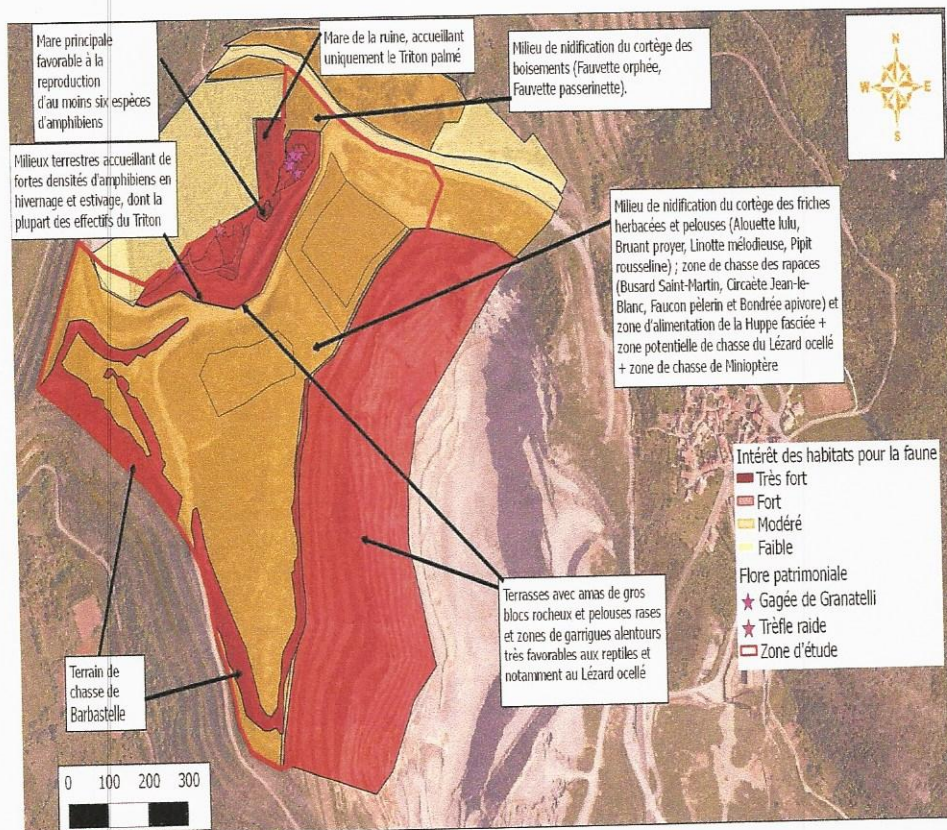 Mare principale
favorable à la
reproduction
d'au moins six espèces
d'amphibiens
Mare de la ruine, accueillant
uniquement le Triton palmé
Milieu de nidification du cortège des
boisements (Fauvette orphée,
Fauvette passerinette).
N
W
E
S
Milieux terrestres accueillant de
fortes densités d'amphibiens en
hivernage et estivage, dont la
plupart des effectifs du Triton
Milieu de nidification du cortège des friches
herbacées et pelouses (Alouette lulu,
Bruant proyer, Linotte mélodieuse, Pipit
rousseline) ; zone de chasse des rapaces
(Busard Saint-Martin, Circaète Jean-le-
Blanc, Faucon pèlerin et Bondrée apivore) et
zone d'alimentation de la Huppe fasciée +
zone potentielle de chasse du Lézard ocellé
+ zone de chasse de Minioptère
Intérêt des habitats pour la faune
Très fort
Fort
Modéré
Faible
Flore patrimoniale
Gagée de Granatelli
Trèfle raide
Zone d'étude
Terrasses avec amas de gros
blocs rocheux et pelouses rases
et zones de garrigues alentours
très favorables aux reptiles et
notamment au Lézard ocellé
Terrain de
chasse de
Barbastelle
0 100 200 300